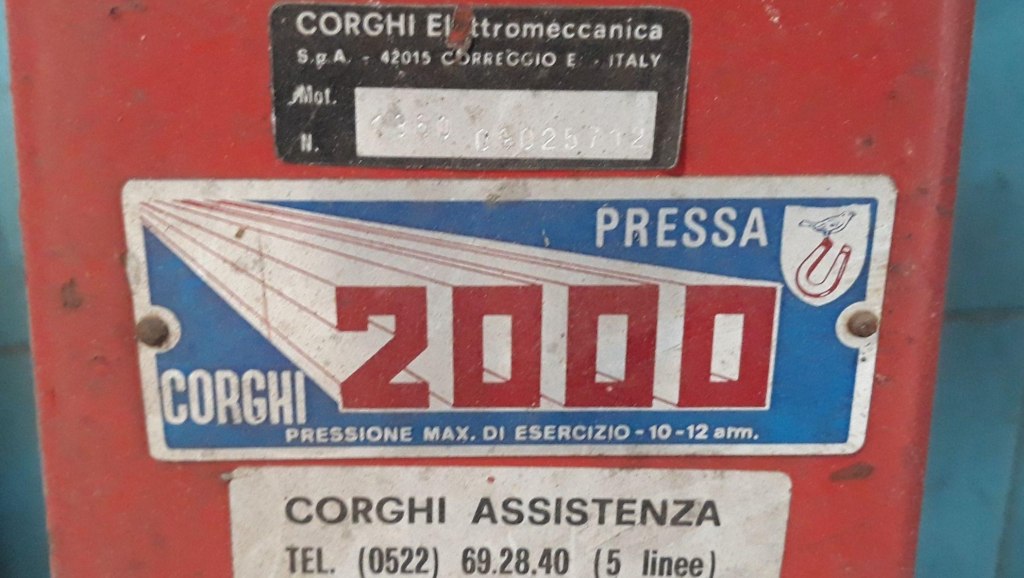 CORGHI Elettromeccanica
S.p.A. - 42015 CORREGGIO E. - ITALY
Mot.
N.
PRESSA
2000
CORGHI
PRESSIONE MAX. DI ESERCIZIO - 10-12 atm.
CORGHI ASSISTENZA
TEL. (0522) 69.28.40 (5 linee)